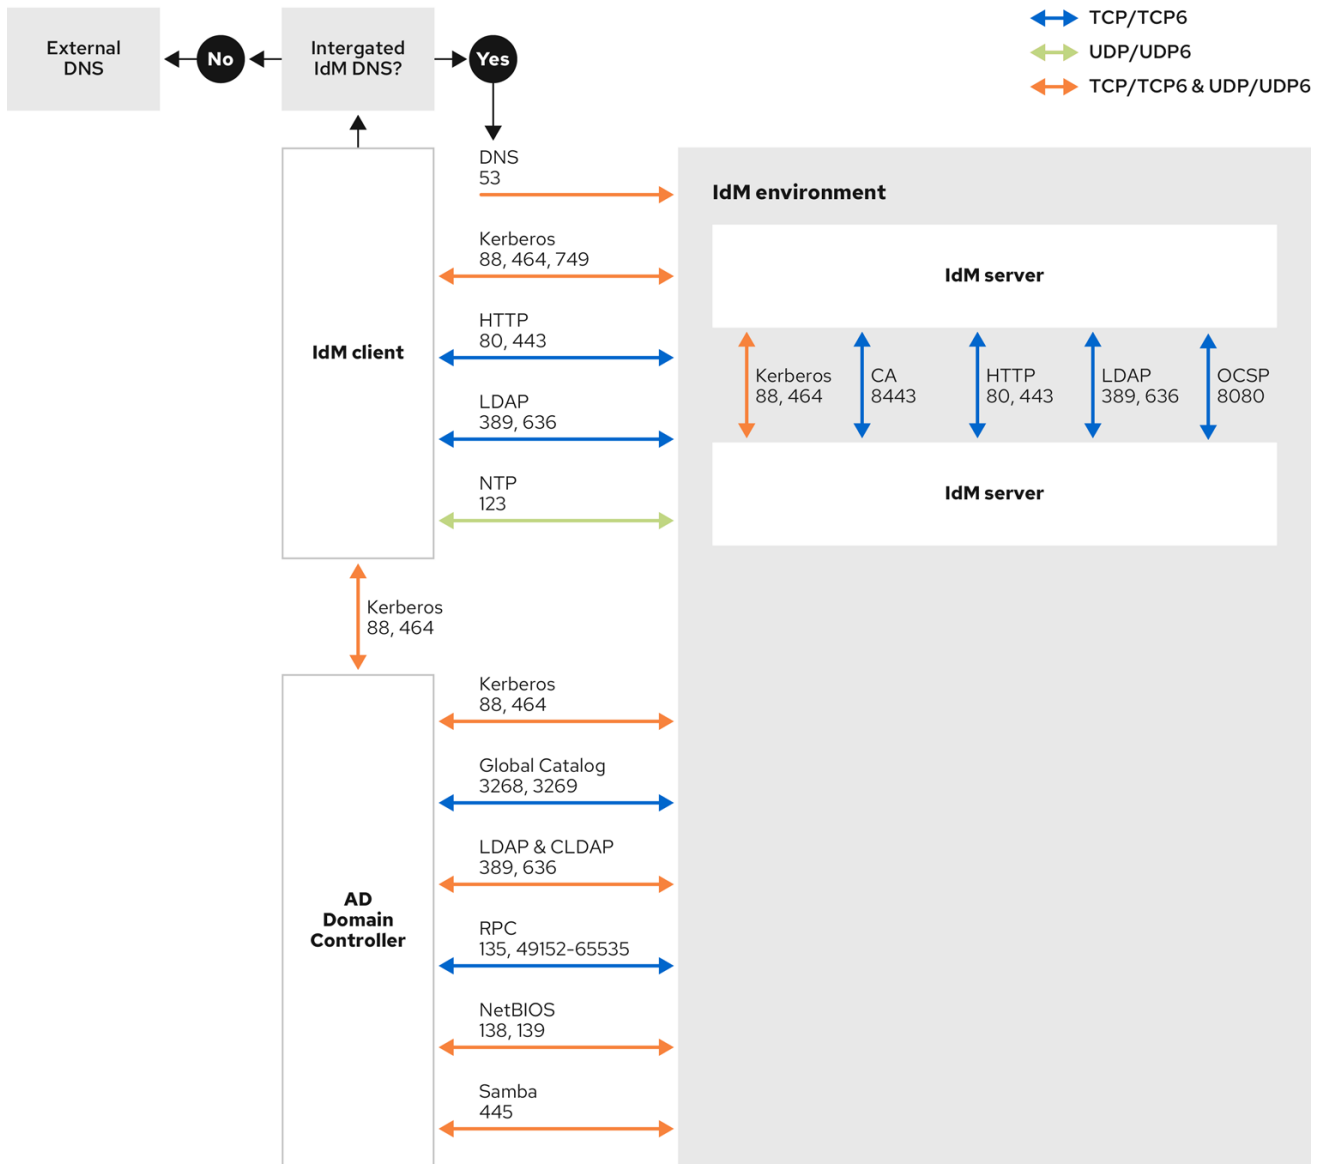 External
DNS
No
Intergated
IdM DNS?
Yes
TCP/TCP6
UDP/UDP6
TCP/TCP6 & UDP/UDP6
DNS
53
Kerberos
88, 464, 749
HTTP
80, 443
LDAP
389, 636
NTP
123
IdM client
IdM environment
IdM server
Kerberos
88, 464
CA
8443
HTTP
80, 443
LDAP
389, 636
OCSP
8080
IdM server
Kerberos
88, 464
AD
Domain
Controller
Kerberos
88, 464
Global Catalog
3268, 3269
LDAP & CLDAP
389, 636
RPC
135, 49152-65535
NetBIOS
138, 139
Samba
445